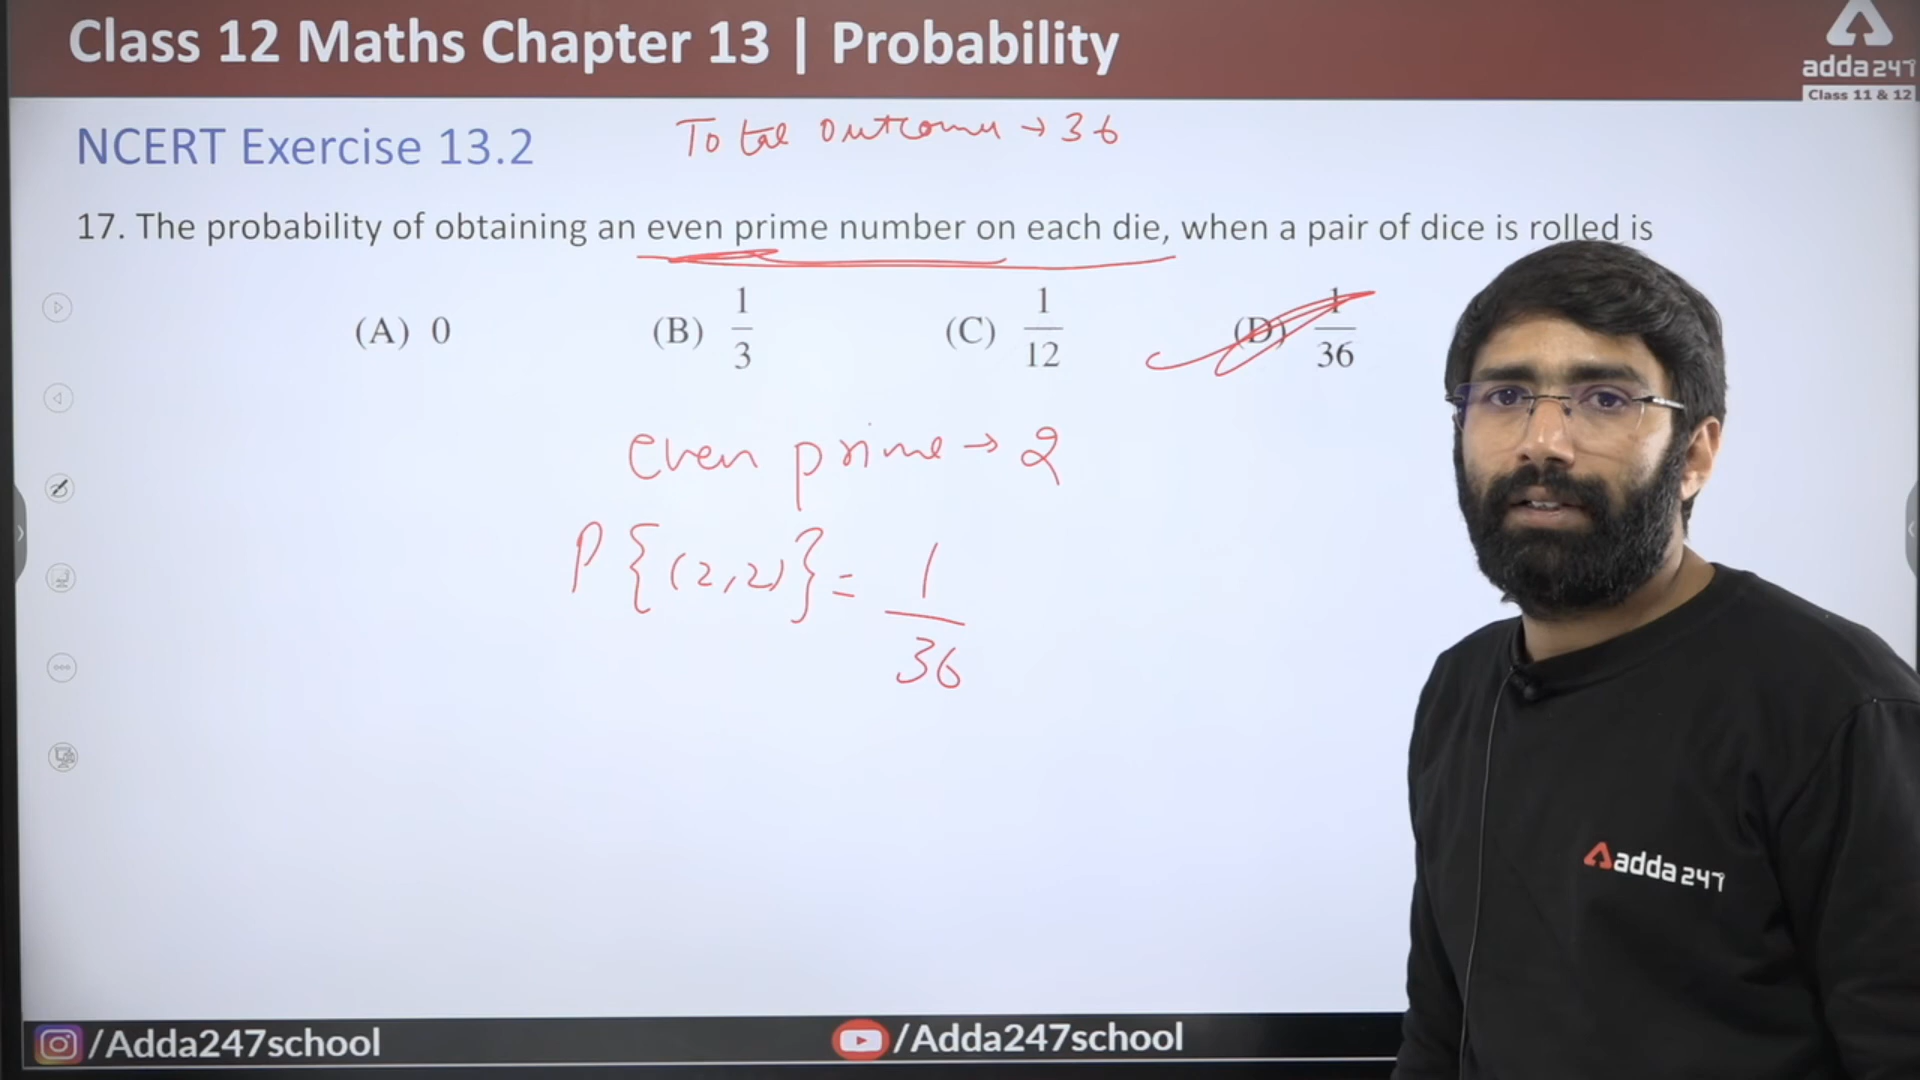 Class 12 Maths Chapter 13 | Probability
adda247
Class 11 & 12
NCERT Exercise 13.2
Total outcomes → 36
17. The probability of obtaining an even prime number on each die, when a pair of dice is rolled is
(A) 0 (B) 1/3 (C) 1/12 (D) 1/36
even prime → 2
P{(2,2)} = 1/36
adda247
/Adda247school
/Adda247school